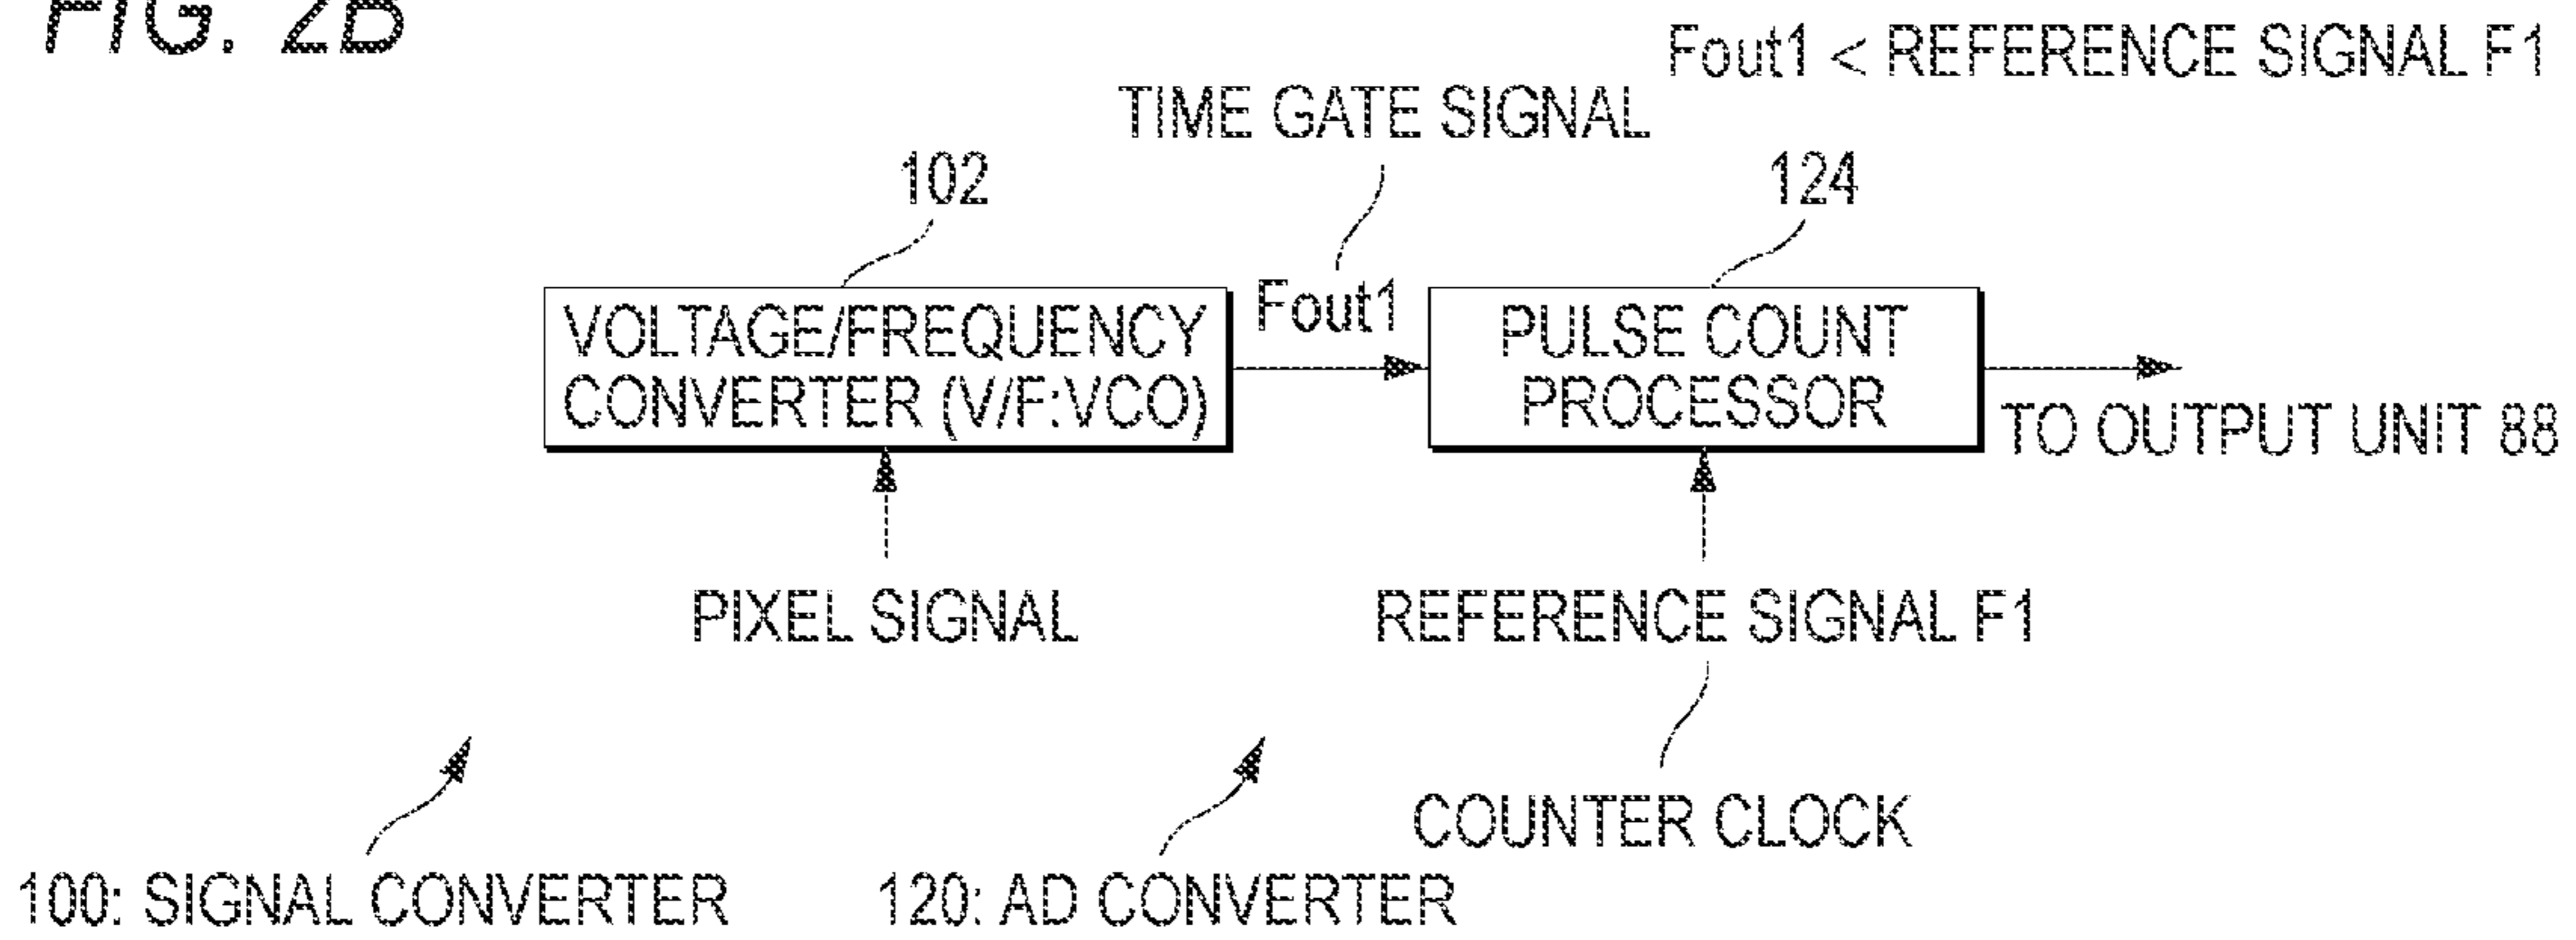 FIG. 2B
Fout1 < REFERENCE SIGNAL F1
TIME GATE SIGNAL
102
124
VOLTAGE/FREQUENCY
CONVERTER (V/F:VCO)
Fout1
PULSE COUNT
PROCESSOR
TO OUTPUT UNIT 88
PIXEL SIGNAL
REFERENCE SIGNAL F1
COUNTER CLOCK
100: SIGNAL CONVERTER
120: AD CONVERTER